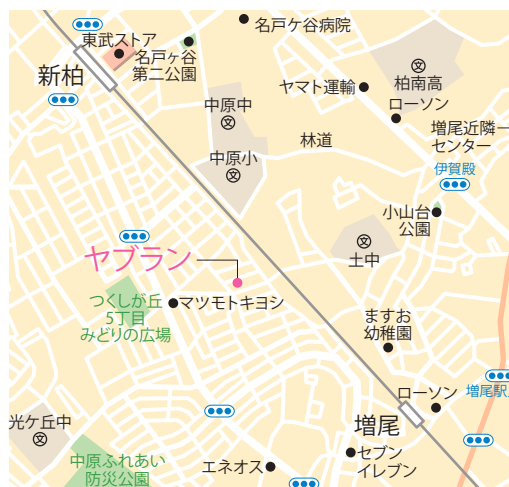 名戸ケ谷病院
東武ストア
名戸ヶ谷
第二公園
新柏
ヤマト運輸
柏南高
ローソン
中原中
林道
増尾近隣
センター
中原小
伊賀殿
小山台
公園
土中
ヤブラン
つくしが丘
5丁目
みどりの広場
マツモトキヨシ
ますお
幼稚園
ローソン
増尾駅
増尾
光ケ丘中
中原ふれあい
防災公園
エネオス
セブン
イレブン